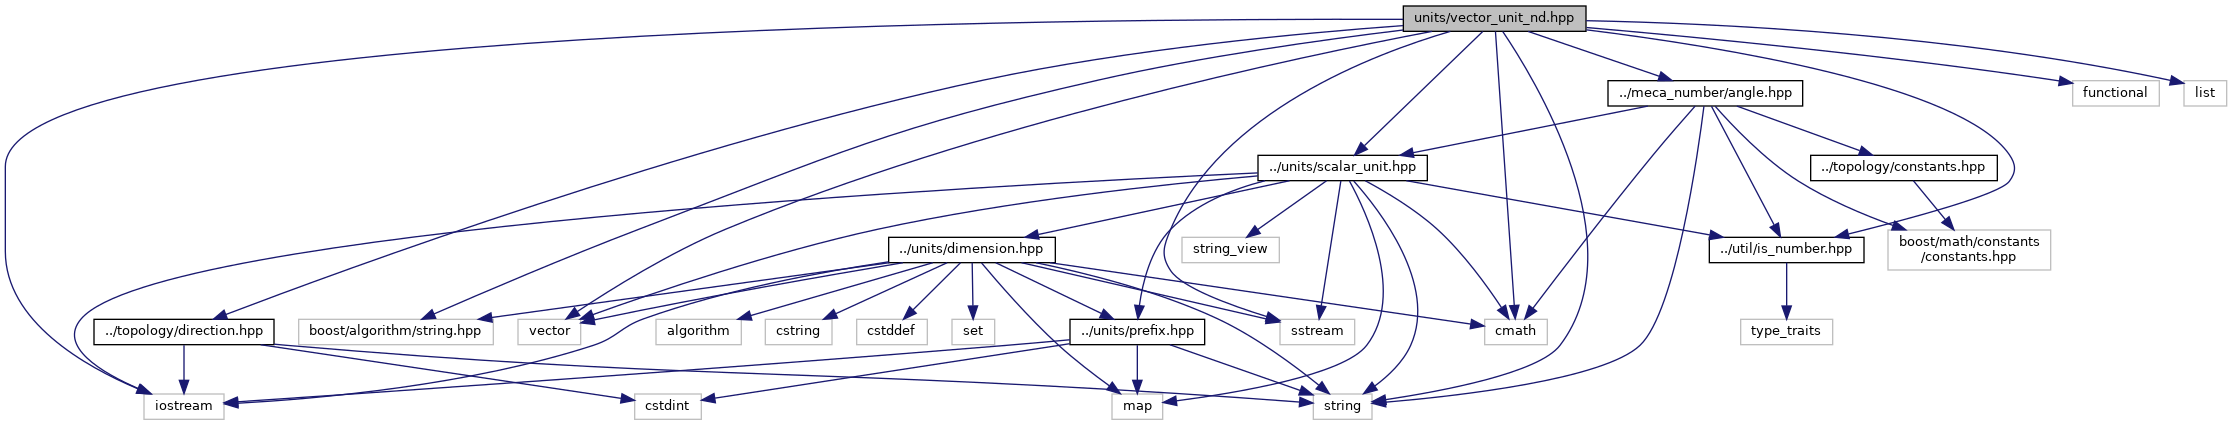 units/vector_unit_nd.hpp
../meca_number/angle.hpp
functional
list
../units/scalar_unit.hpp
../topology/constants.hpp
../units/dimension.hpp
string_view
../util/is_number.hpp
boost/math/constants
/constants.hpp
../topology/direction.hpp
boost/algorithm/string.hpp
vector
algorithm
cstring
cstddef
set
../units/prefix.hpp
sstream
cmath
type_traits
iostream
cstdint
map
string